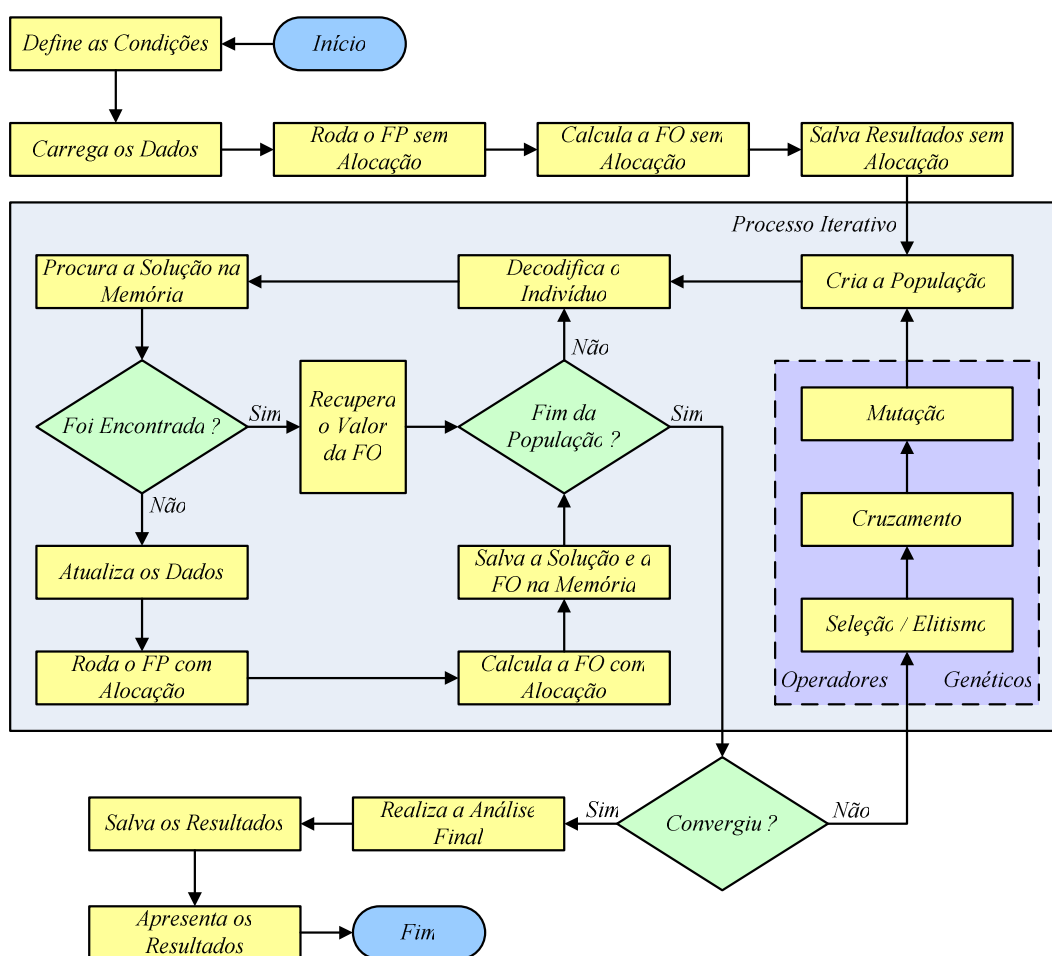 Define as Condições
Início
Carrega os Dados
Roda o FP sem
Alocação
Calcula a FO sem
Alocação
Salva Resultados sem
Alocação
Processo Iterativo
Procura a Solução na
Memória
Decodifica o
Indivíduo
Cria a População
Não
Foi Encontrada ?
Sim
Recupera
o Valor
da FO
Fim da
População ?
Sim
Mutação
Não
Cruzamento
Atualiza os Dados
Salva a Solução e a
FO na Memória
Seleção / Elitismo
Roda o FP com
Alocação
Calcula a FO com
Alocação
Operadores Genéticos
Salva os Resultados
Realiza a Análise
Final
Sim
Convergiu ?
Não
Apresenta os
Resultados
Fim